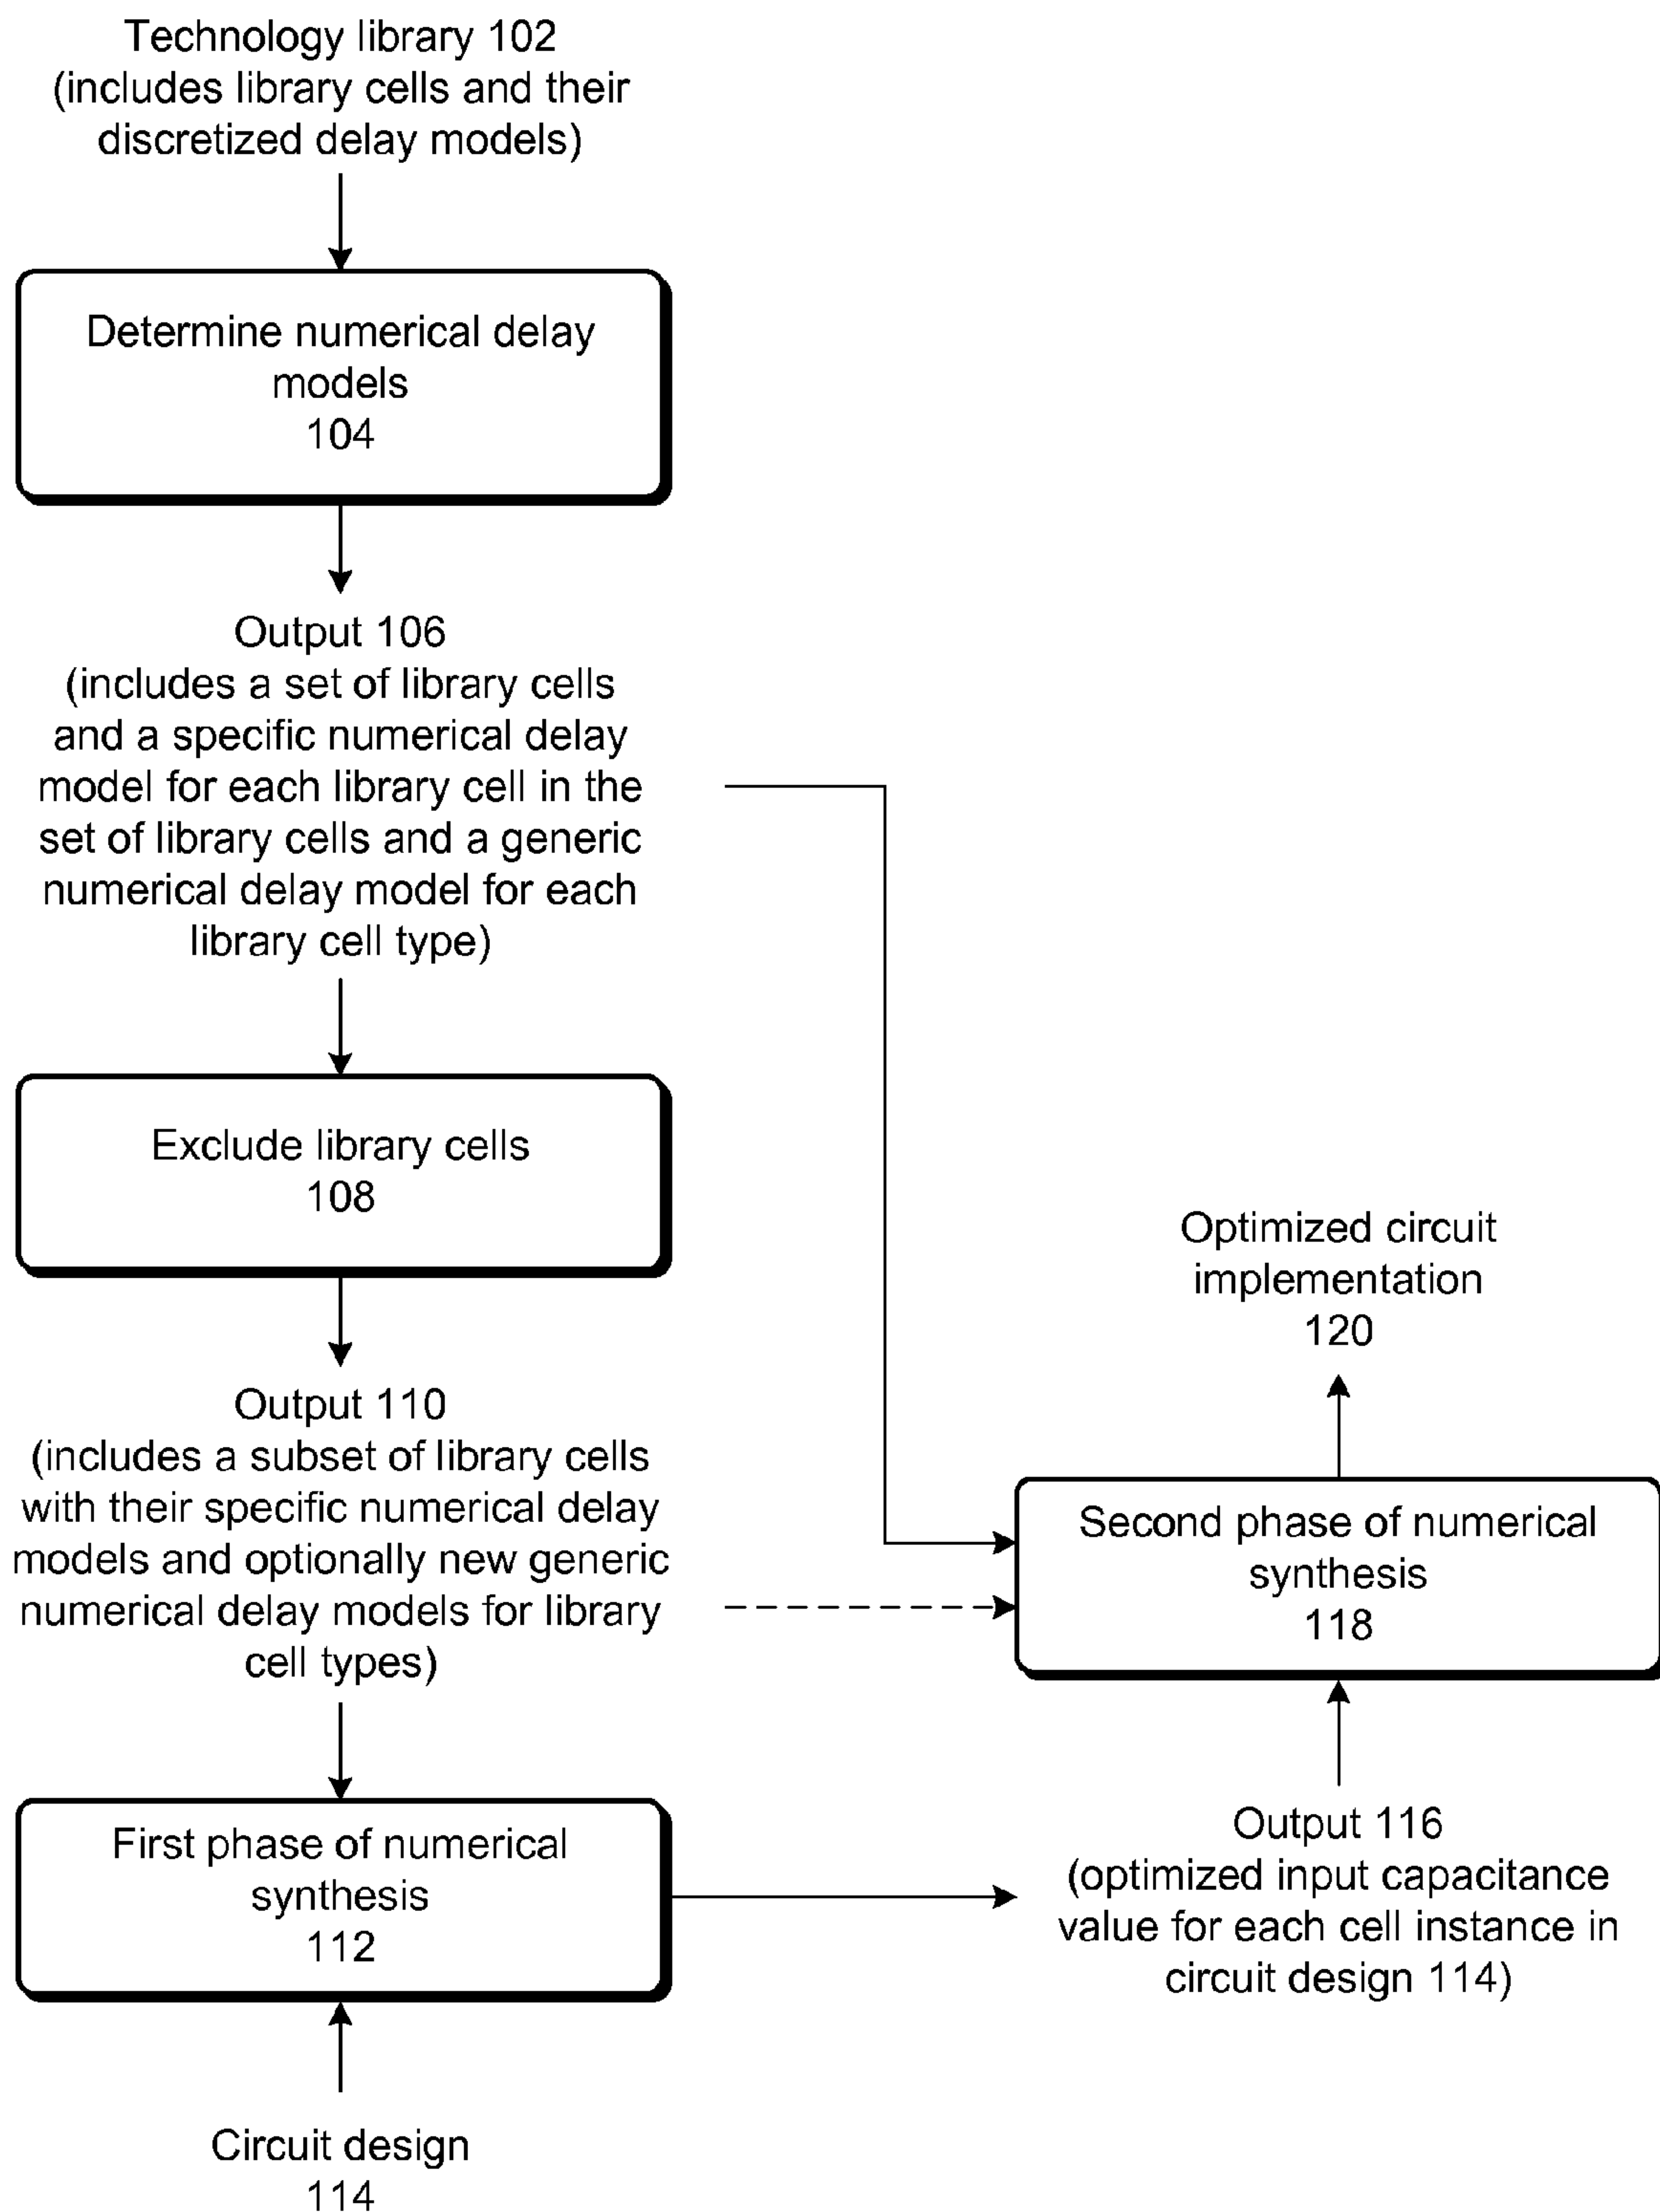 Technology library 102
(includes library cells and their
discretized delay models)
Determine numerical delay
models
104
Output 106
(includes a set of library cells
and a specific numerical delay
model for each library cell in the
set of library cells and a generic
numerical delay model for each
library cell type)
Exclude library cells
108
Output 110
(includes a subset of library cells
with their specific numerical delay
models and optionally new generic
numerical delay models for library
cell types)
First phase of numerical
synthesis
112
Circuit design
114
Optimized circuit
implementation
120
Second phase of numerical
synthesis
118
Output 116
(optimized input capacitance
value for each cell instance in
circuit design 114)